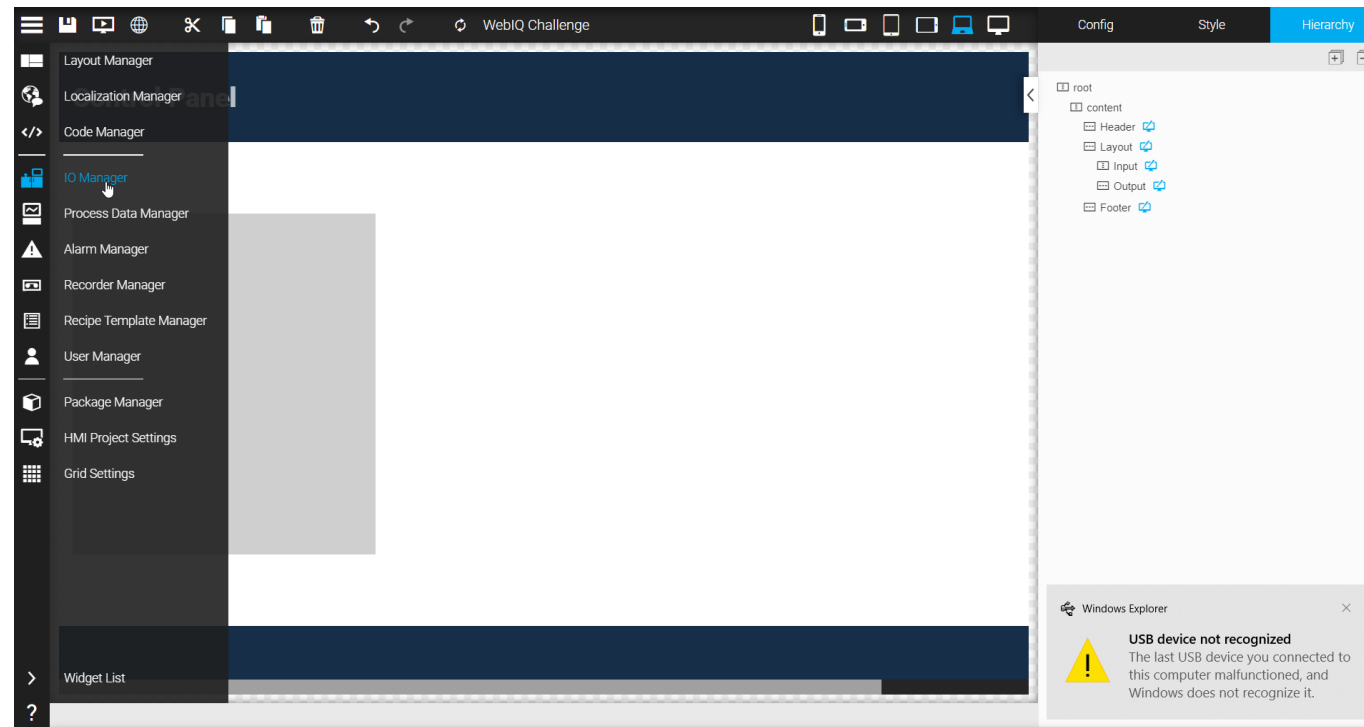 WebIQ Challenge
Config
Style
Hierarchy
Layout Manager
Localization Manager
Control Panel
Code Manager
IO Manager
Process Data Manager
Alarm Manager
Recorder Manager
Recipe Template Manager
User Manager
Package Manager
HMI Project Settings
Grid Settings
Widget List
?
root
content
Header
Layout
Input
Output
Footer
Windows Explorer
USB device not recognized
The last USB device you connected to
this computer malfunctioned, and
Windows does not recognize it.